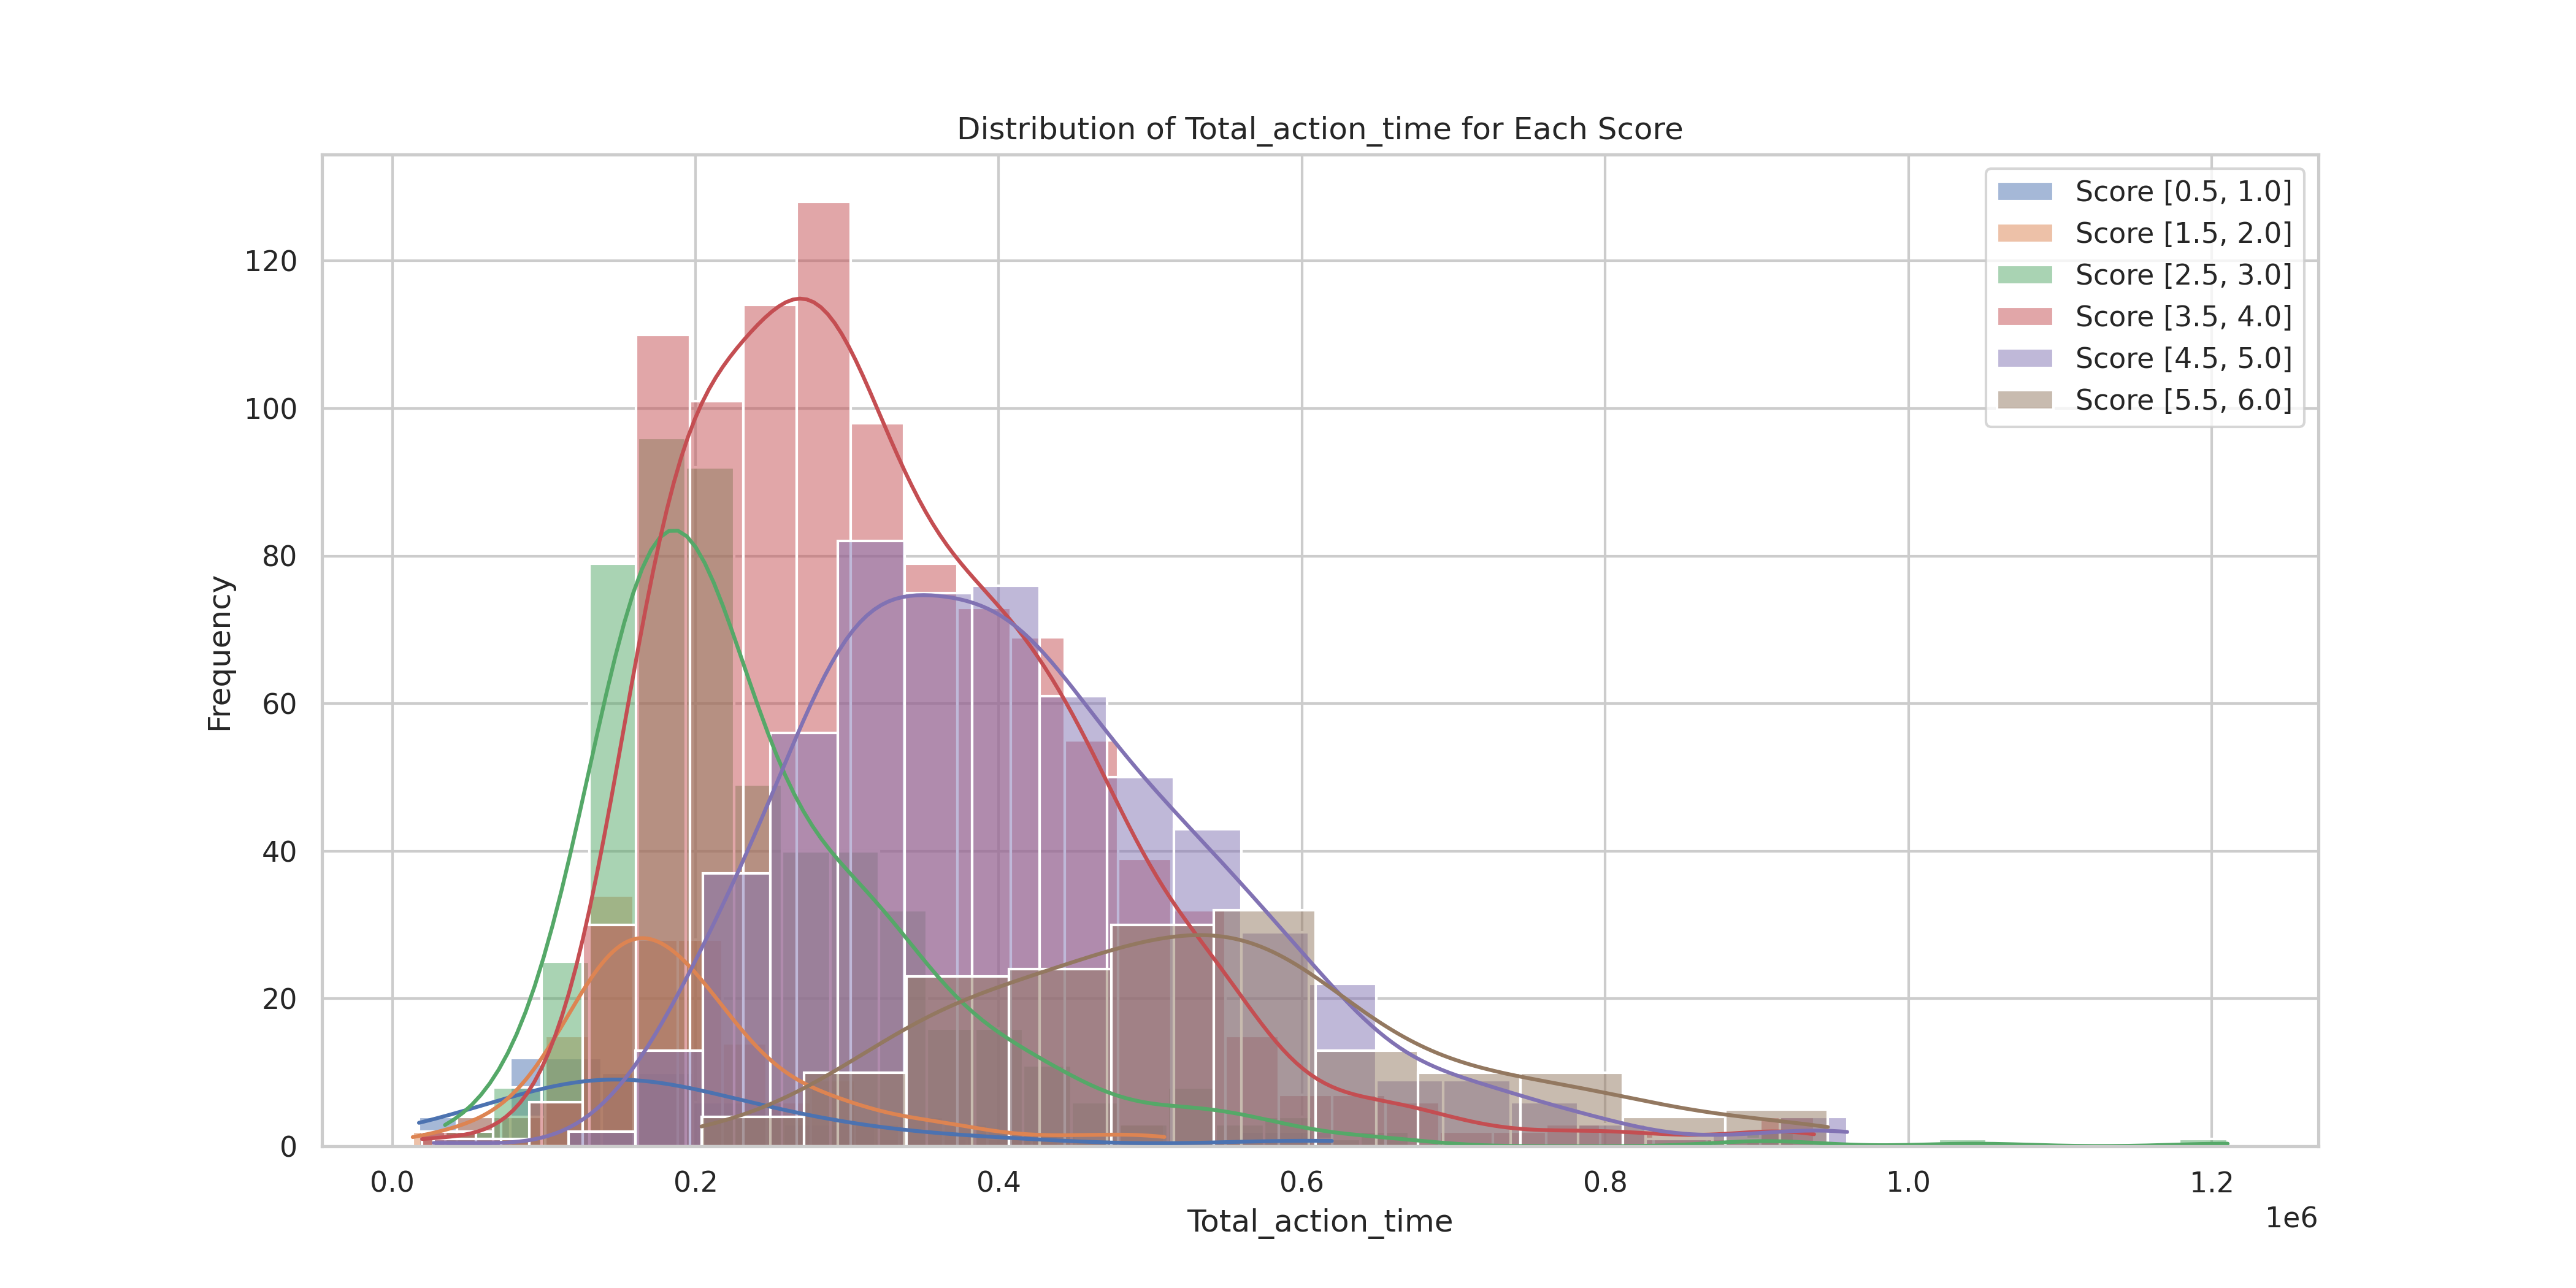 Distribution of Total_action_time for Each Score
Score [0.5, 1.0]
Score [1.5, 2.0]
Score [2.5, 3.0]
Score [3.5, 4.0]
Score [4.5, 5.0]
Score [5.5, 6.0]
Frequency
120
100
80
60
40
20
0
0.0 0.2 0.4 0.6 0.8 1.0 1.2
1e6
Total_action_time